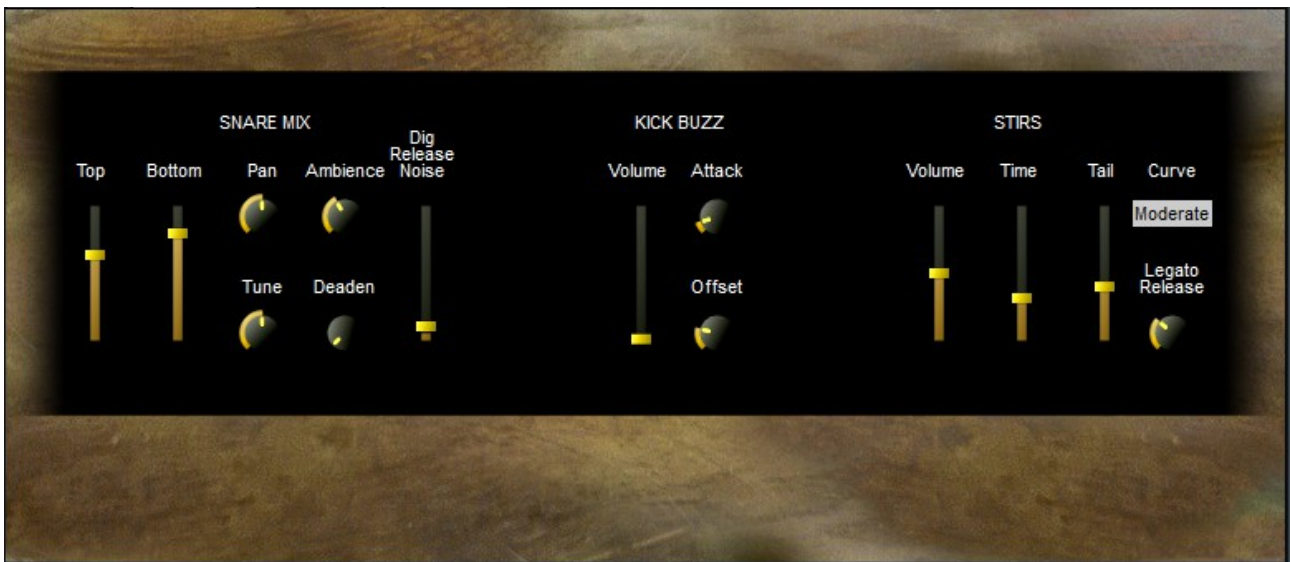 SNARE MIX
Top
Bottom
Pan
Ambience
Dig
Release
Noise
Tune
Deaden
KICK BUZZ
Volume
Attack
Offset
STIRS
Volume
Time
Tail
Curve
Moderate
Legato
Release